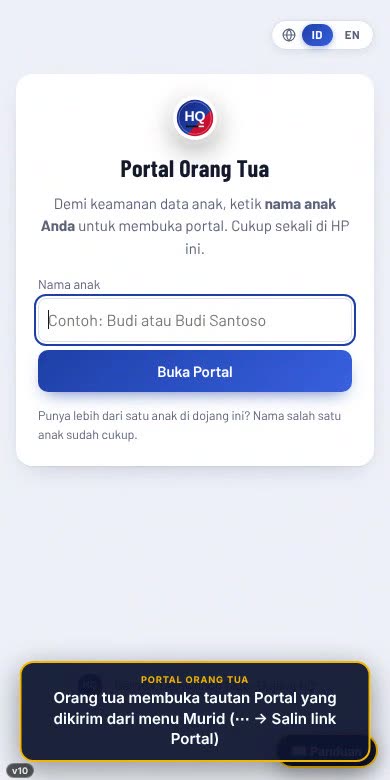 ID EN
HQ
Portal Orang Tua
Demi keamanan data anak, ketik nama anak
Anda untuk membuka portal. Cukup sekali di HP
ini.
Nama anak
Contoh: Budi atau Budi Santoso
Buka Portal
Punya lebih dari satu anak di dojang ini? Nama salah satu
anak sudah cukup.
PORTAL ORANG TUA
Orang tua membuka tautan Portal yang
dikirim dari menu Murid (··· → Salin link
Portal)
Panduan
v10